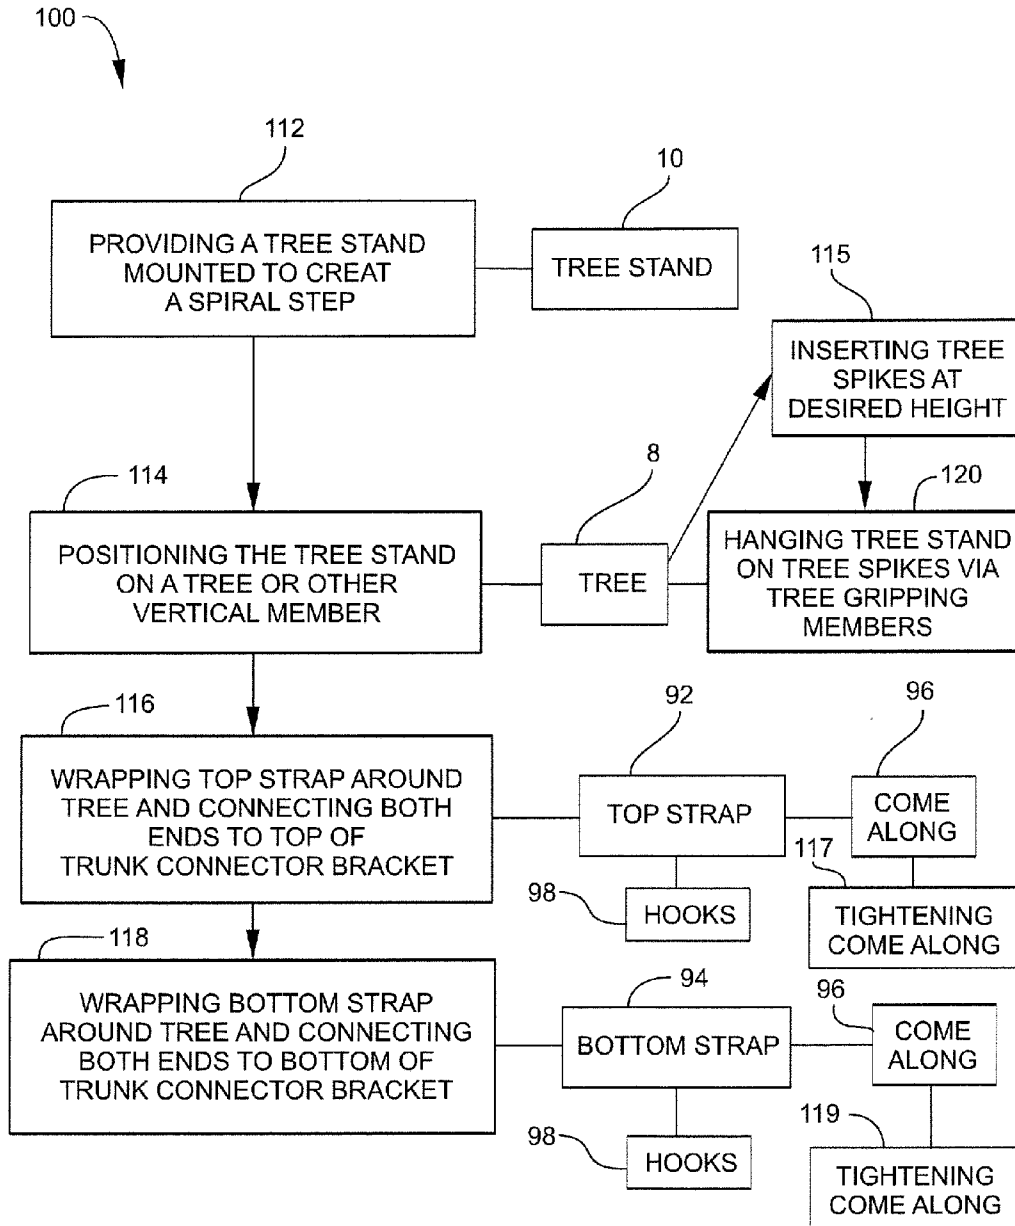 100
112
PROVIDING A TREE STAND
MOUNTED TO CREAT
A SPIRAL STEP
10
TREE STAND
115
INSERTING TREE
SPIKES AT
DESIRED HEIGHT
114
POSITIONING THE TREE STAND
ON A TREE OR OTHER
VERTICAL MEMBER
8
TREE
120
HANGING TREE STAND
ON TREE SPIKES VIA
TREE GRIPPING
MEMBERS
116
WRAPPING TOP STRAP AROUND
TREE AND CONNECTING BOTH
ENDS TO TOP OF
TRUNK CONNECTOR BRACKET
92
TOP STRAP
96
COME
ALONG
98
HOOKS
117
TIGHTENING
COME ALONG
118
WRAPPING BOTTOM STRAP
AROUND TREE AND CONNECTING
BOTH ENDS TO BOTTOM OF
TRUNK CONNECTOR BRACKET
94
BOTTOM STRAP
96
COME
ALONG
98
HOOKS
119
TIGHTENING
COME ALONG